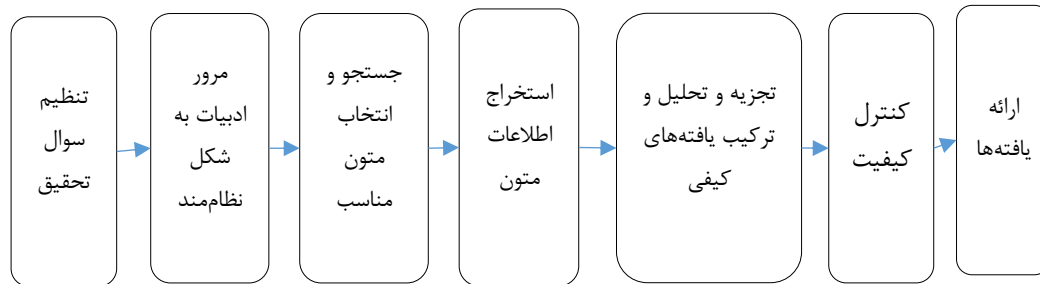 تنظیم
سوال
تحقیق
مرور
ادبیات به
شکل
نظام‌مند
جستجو و
انتخاب
متون
مناسب
استخراج
اطلاعات
متون
تجزیه و تحلیل و
ترکیب یافته‌های
کیفی
کنترل
کیفیت
ارائه
یافته‌ها